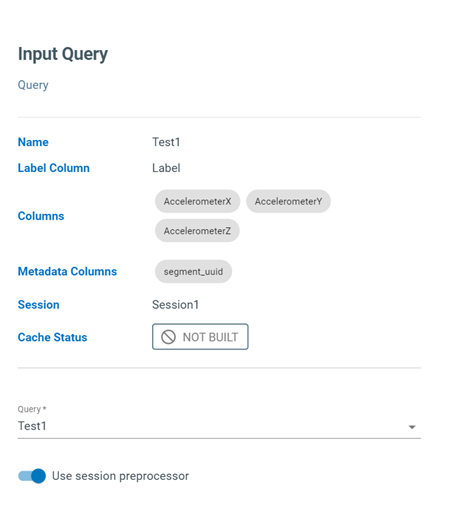 Input Query
Query
Name Test1
Label Column Label
Columns AccelerometerX AccelerometerY
AccelerometerZ
Metadata Columns segment_uuid
Session Session1
Cache Status NOT BUILT
Query *
Test1
Use session preprocessor